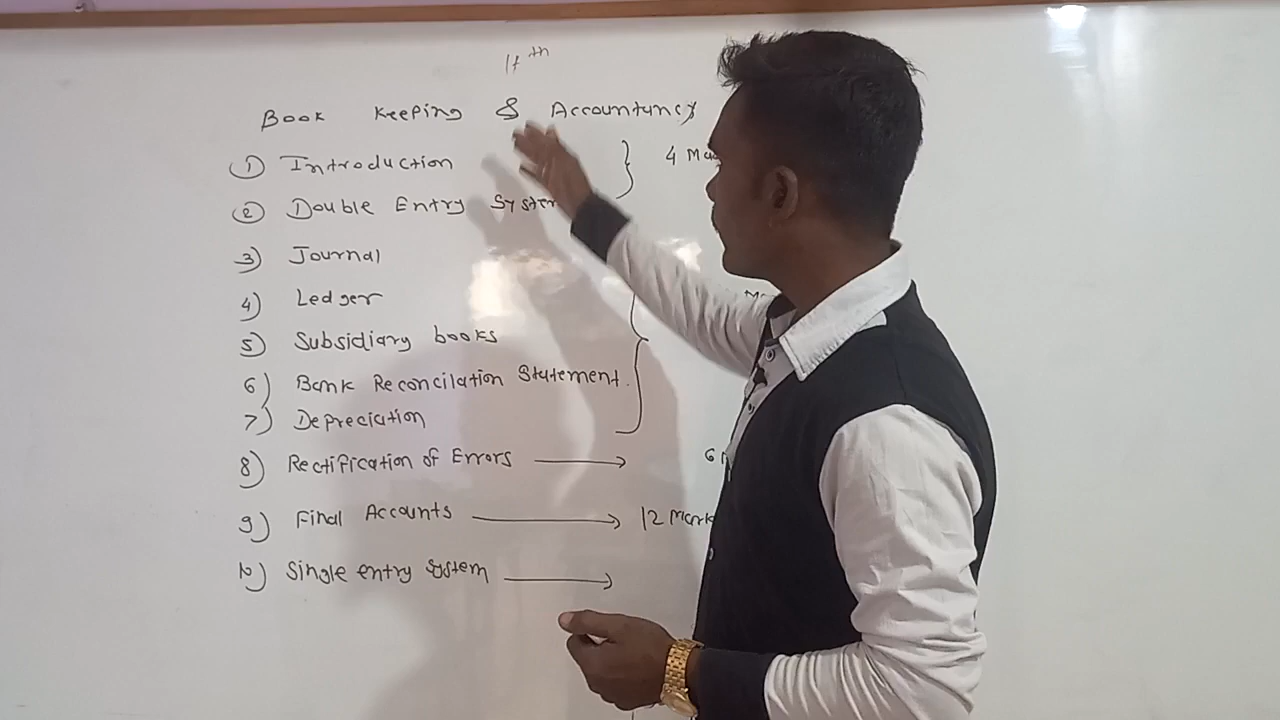 11th
Book Keeping & Accountancy
1) Introduction } 4
2) Double Entry System
3) Journal
4) Ledger
5) Subsidiary books
6) Bank Reconcilation Statement.
7) Depreciation
8) Rectification of Errors → 6
9) Final Accounts → 12 Mark
10) Single entry System →